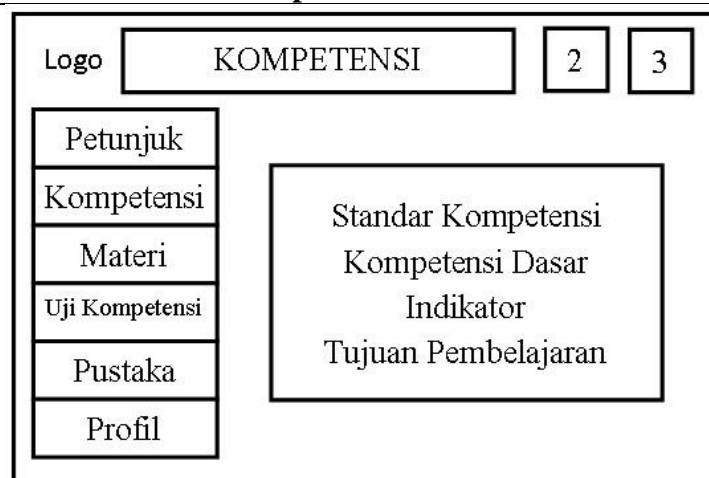 Logo
KOMPETENSI
2
3
Petunjuk
Kompetensi
Materi
Uji Kompetensi
Pustaka
Profil
Standar Kompetensi
Kompetensi Dasar
Indikator
Tujuan Pembelajaran